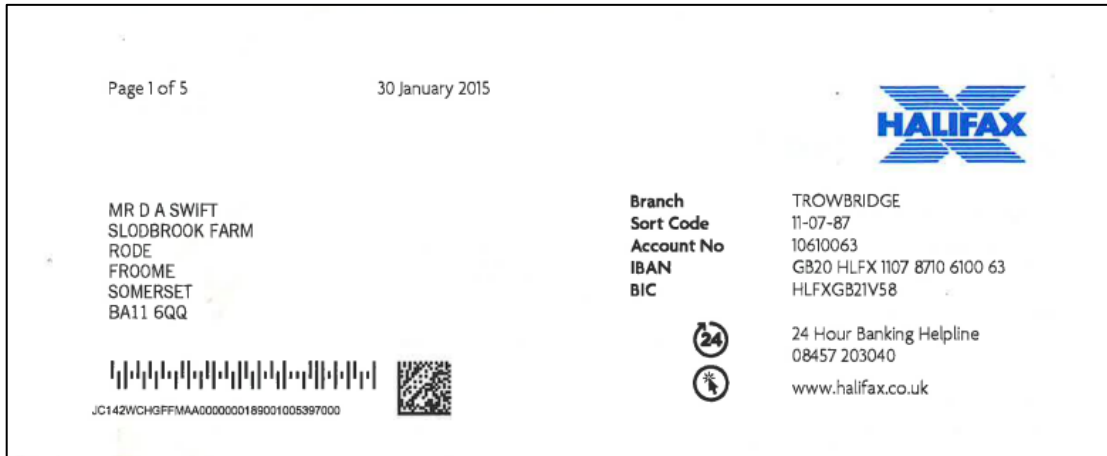 Page 1 of 5 30 January 2015
HALIFAX
MR D A SWIFT
SLODBROOK FARM
RODE
FROOME
SOMERSET
BA11 6QQ
Branch TROWBRIDGE
Sort Code 11-07-87
Account No 10610063
IBAN GB20 HLFX 1107 8710 6100 63
BIC HLFXGB21V58
24 24 Hour Banking Helpline
08457 203040
www.halifax.co.uk
JC142WCHGFFMAA0000000189001005397000